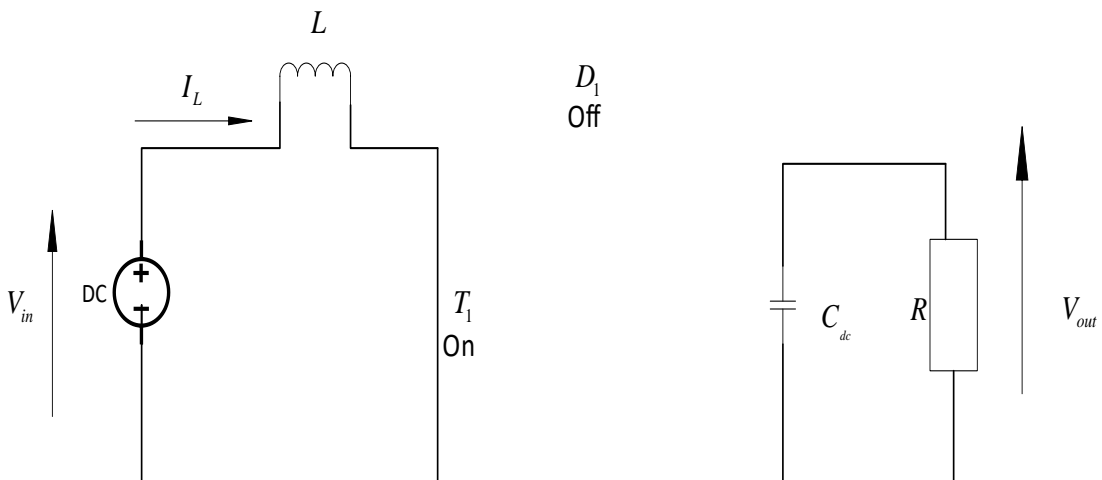 L
I_L
D_1
Off
V_in
DC
+
-
T_1
On
C_dc
R
V_out